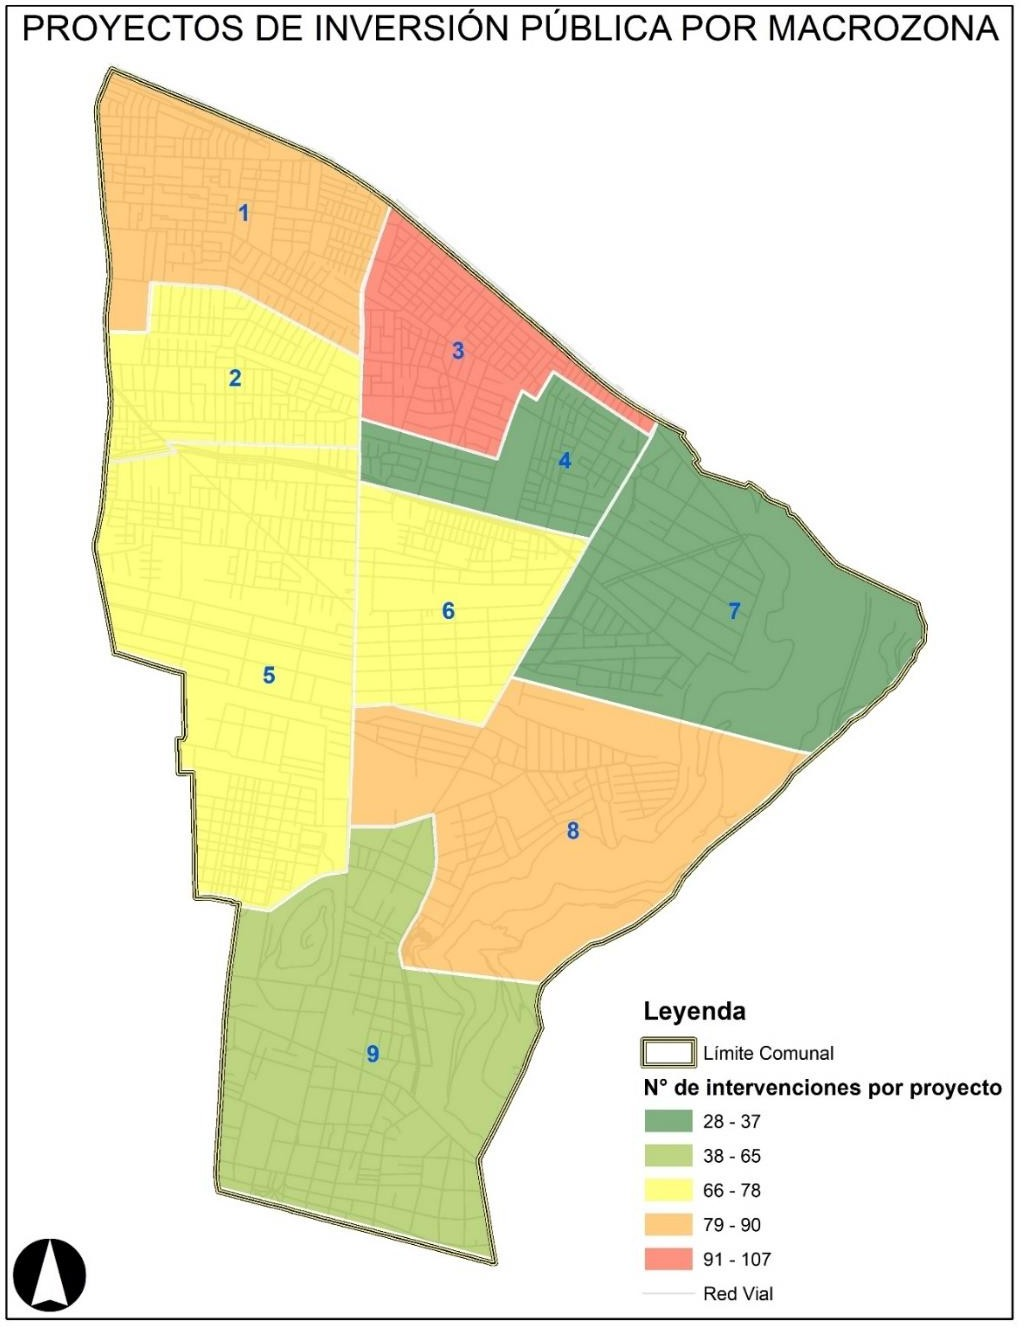 PROYECTOS DE INVERSIÓN PÚBLICA POR MACROZONA
1
3
2
4
6
7
5
8
9
Leyenda
Límite Comunal
N° de intervenciones por proyecto
28 - 37
38 - 65
66 - 78
79 - 90
91 - 107
Red Vial